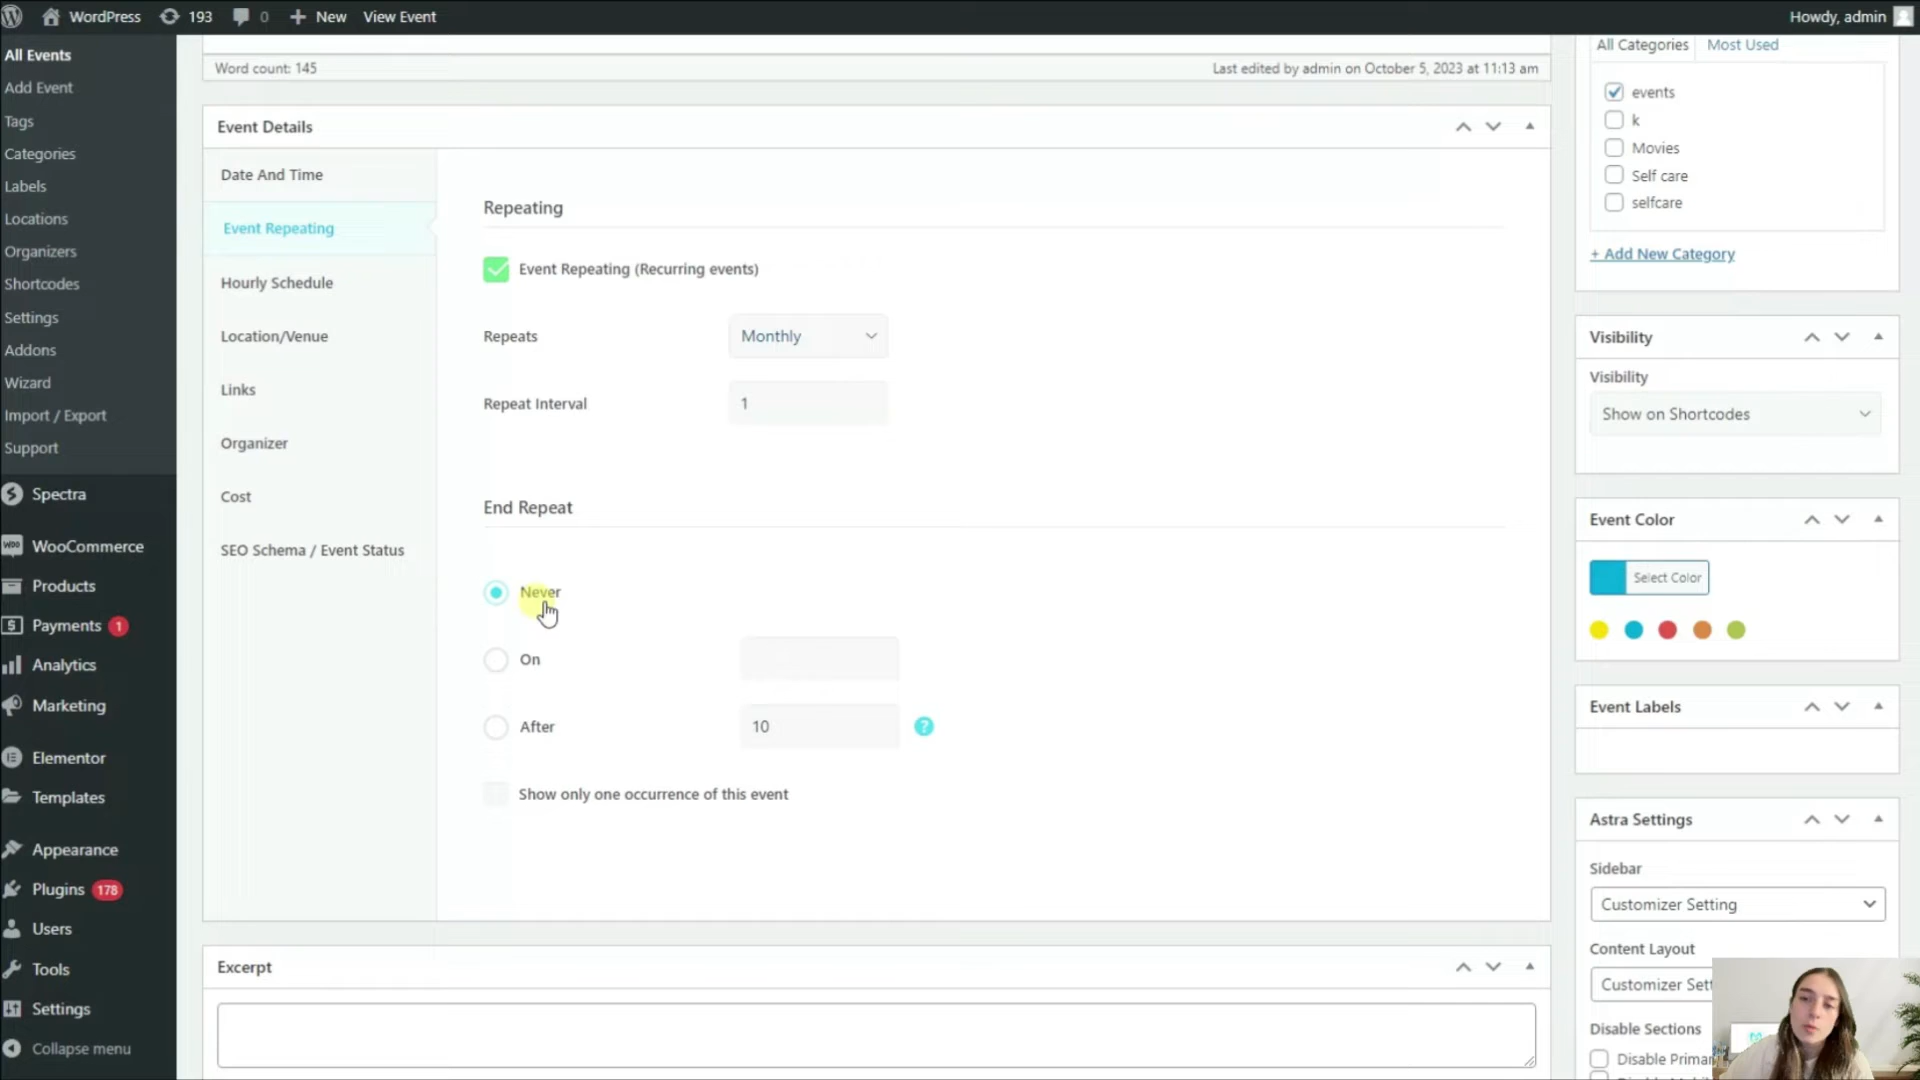 WordPress
193
0
New
View Event
Howdy, admin
All Events
Add Event
Tags
Categories
Labels
Locations
Organizers
Shortcodes
Settings
Addons
Wizard
Import / Export
Support
Spectra
WooCommerce
Products
Payments 1
Analytics
Marketing
Elementor
Templates
Appearance
Plugins 178
Users
Tools
Settings
Collapse menu
Word count: 145
Last edited by admin on October 5, 2023 at 11:13 am
Event Details
Date And Time
Event Repeating
Hourly Schedule
Location/Venue
Links
Organizer
Cost
SEO Schema / Event Status
Repeating
Event Repeating (Recurring events)
Repeats
Monthly
Repeat Interval
1
End Repeat
Never
On
After
10
?
Show only one occurrence of this event
Excerpt
All Categories
Most Used
events
k
Movies
Self care
selfcare
+ Add New Category
Visibility
Visibility
Show on Shortcodes
Event Color
Select Color
Event Labels
Astra Settings
Sidebar
Customizer Setting
Content Layout
Customizer Sett
Disable Sections
Disable Primar